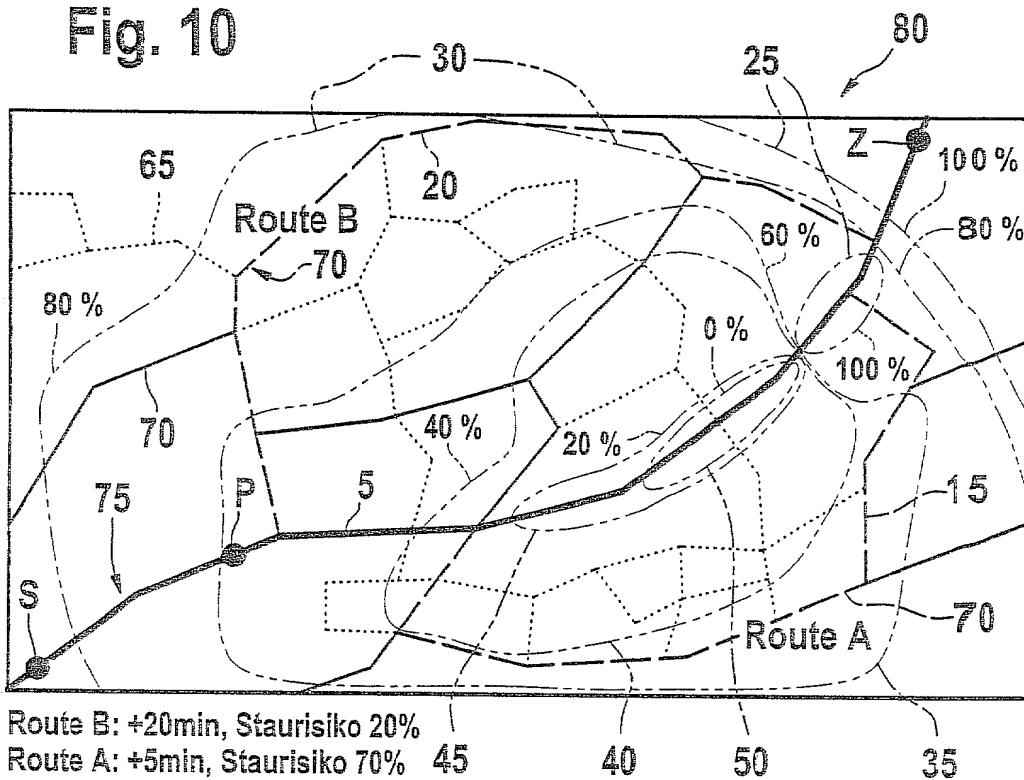 Fig. 10
80
30
25
Z
65
20
100 %
Route B
60 %
80 %
70
80 %
0 %
100 %
70
40 %
20 %
P
5
75
15
S
Route A
70
Route B: +20min, Staurisiko 20%
Route A: +5min, Staurisiko 70%
45
40
50
35